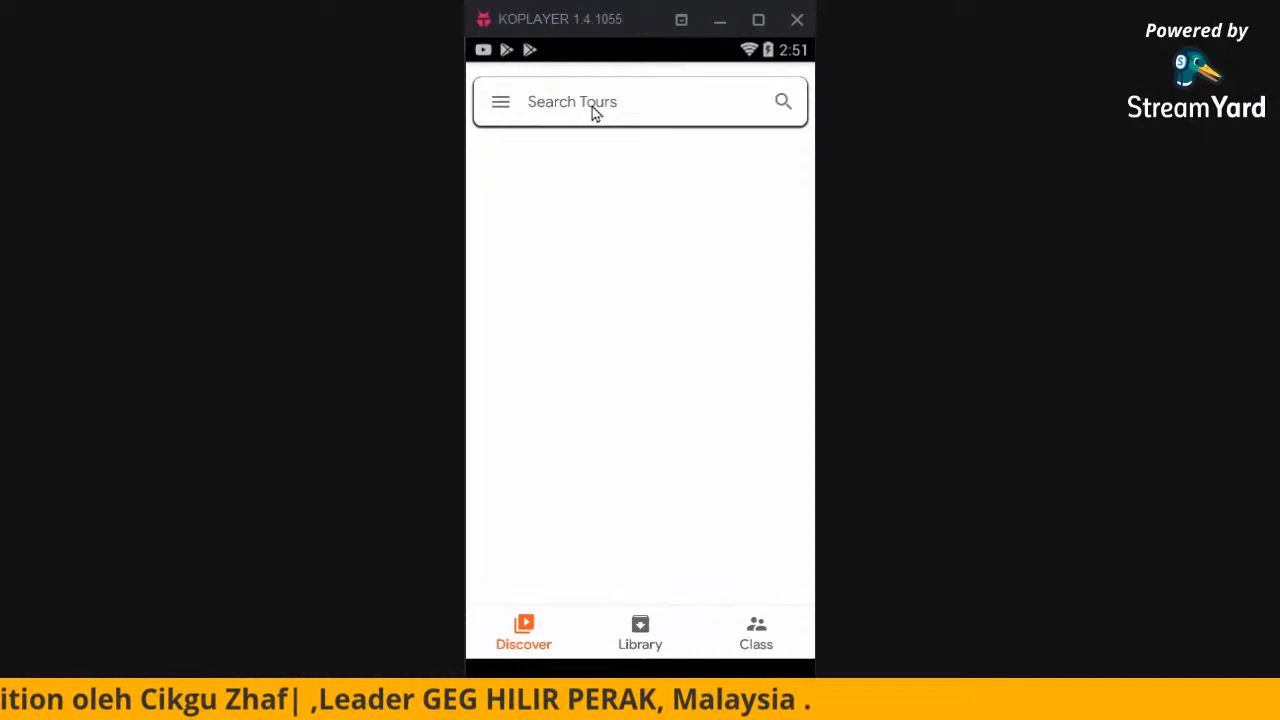 KOPLAYER 1.4.1055
2:51
Powered by
StreamYard
Search Tours
Discover
Library
Class
ition oleh Cikgu Zhaf| ,Leader GEG HILIR PERAK, Malaysia .